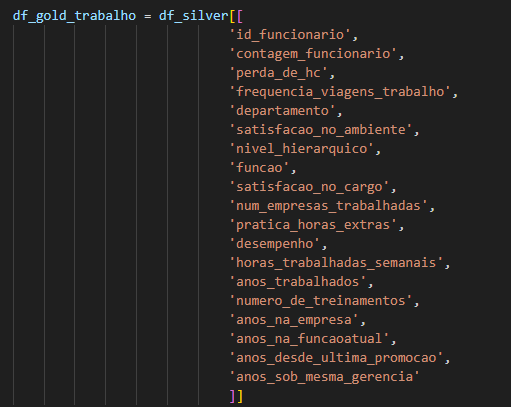 df_gold_trabalho = df_silver[[
'id_funcionario',
'contagem_funcionario',
'perda_de_hc',
'frequencia_viagens_trabalho',
'departamento',
'satisfacao_no_ambiente',
'nivel_hierarquico',
'funcao',
'satisfacao_no_cargo',
'num_empresas_trabalhadas',
'pratica_horas_extras',
'desempenho',
'horas_trabalhadas_semanais',
'anos_trabalhados',
'numero_de_treinamentos',
'anos_na_empresa',
'anos_na_funcaoatual',
'anos_desde_ultima_promocao',
'anos_sob_mesma_gerencia'
]]